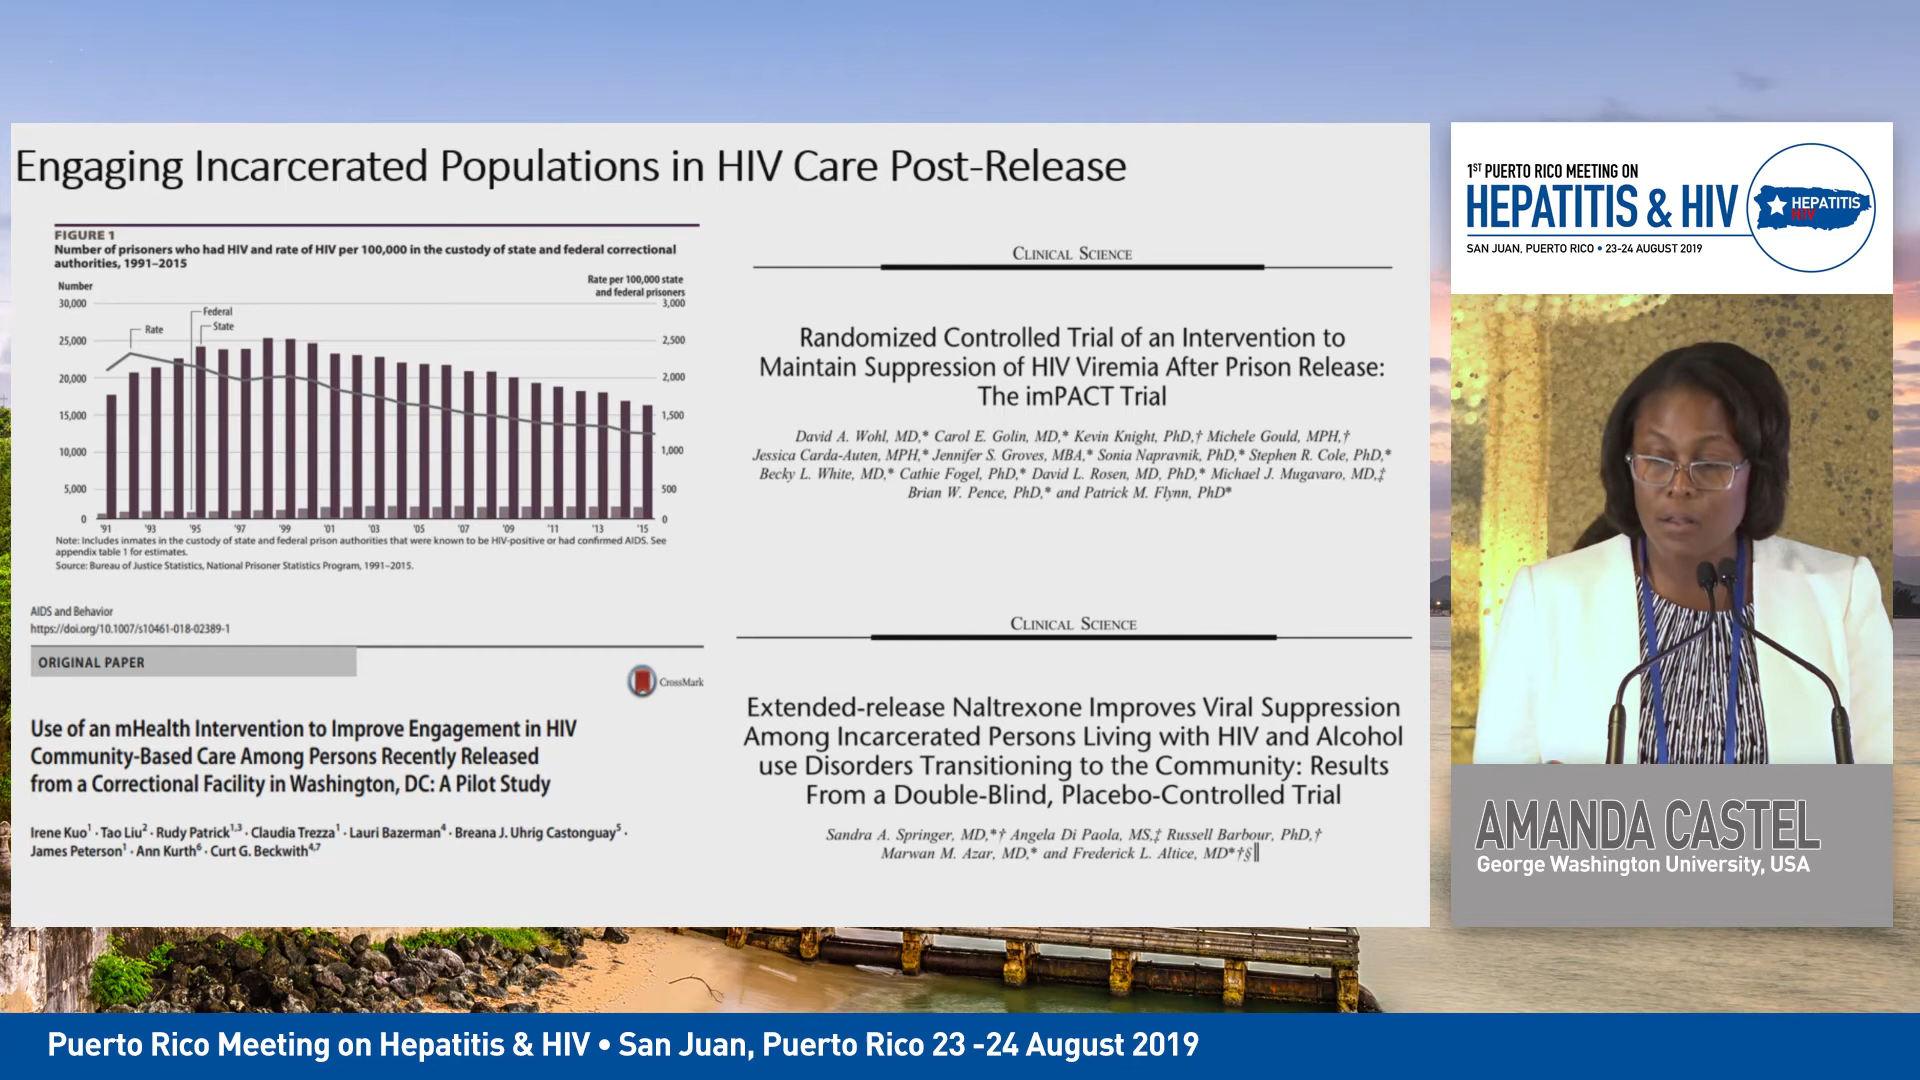 Engaging Incarcerated Populations in HIV Care Post-Release
FIGURE 1
Number of prisoners who had HIV and rate of HIV per 100,000 in the custody of state and federal correctional
authorities, 1991–2015
Number
Rate per 100,000 state
and federal prisoners
30,000
25,000
20,000
15,000
10,000
5,000
0
Rate
Federal
State
3,000
2,500
2,000
1,500
1,000
500
0
'91 '93 '95 '97 '99 '01 '03 '05 '07 '09 '11 '13 '15
Note: Includes inmates in the custody of state and federal prison authorities that were known to be HIV-positive or had confirmed AIDS. See
appendix table 1 for estimates.
Source: Bureau of Justice Statistics, National Prisoner Statistics Program, 1991–2015.
AIDS and Behavior
https://doi.org/10.1007/s10461-018-02389-1
ORIGINAL PAPER
CrossMark
Use of an mHealth Intervention to Improve Engagement in HIV
Community-Based Care Among Persons Recently Released
from a Correctional Facility in Washington, DC: A Pilot Study
Irene Kuo1 · Tao Liu2 · Rudy Patrick1,3 · Claudia Trezza1 · Lauri Bazerman4 · Breana J. Uhrig Castonguay5 ·
James Peterson1 · Ann Kurth6 · Curt G. Beckwith4,7
CLINICAL SCIENCE
Randomized Controlled Trial of an Intervention to
Maintain Suppression of HIV Viremia After Prison Release:
The imPACT Trial
David A. Wohl, MD,* Carol E. Golin, MD,* Kevin Knight, PhD,† Michele Gould, MPH,†
Jessica Carda-Auten, MPH,* Jennifer S. Groves, MBA,* Sonia Napravnik, PhD,* Stephen R. Cole, PhD,*
Becky L. White, MD,* Cathie Fogel, PhD,* David L. Rosen, MD, PhD,* Michael J. Mugavaro, MD,‡
Brian W. Pence, PhD,* and Patrick M. Flynn, PhD*
CLINICAL SCIENCE
Extended-release Naltrexone Improves Viral Suppression
Among Incarcerated Persons Living with HIV and Alcohol
use Disorders Transitioning to the Community: Results
From a Double-Blind, Placebo-Controlled Trial
Sandra A. Springer, MD,*† Angela Di Paola, MS,‡ Russell Barbour, PhD,†
Marwan M. Azar, MD,* and Frederick L. Altice, MD*†§‖
1ST PUERTO RICO MEETING ON
HEPATITIS & HIV
SAN JUAN, PUERTO RICO • 23-24 AUGUST 2019
HEPATITIS
HIV
AMANDA CASTEL
George Washington University, USA
Puerto Rico Meeting on Hepatitis & HIV • San Juan, Puerto Rico 23 -24 August 2019